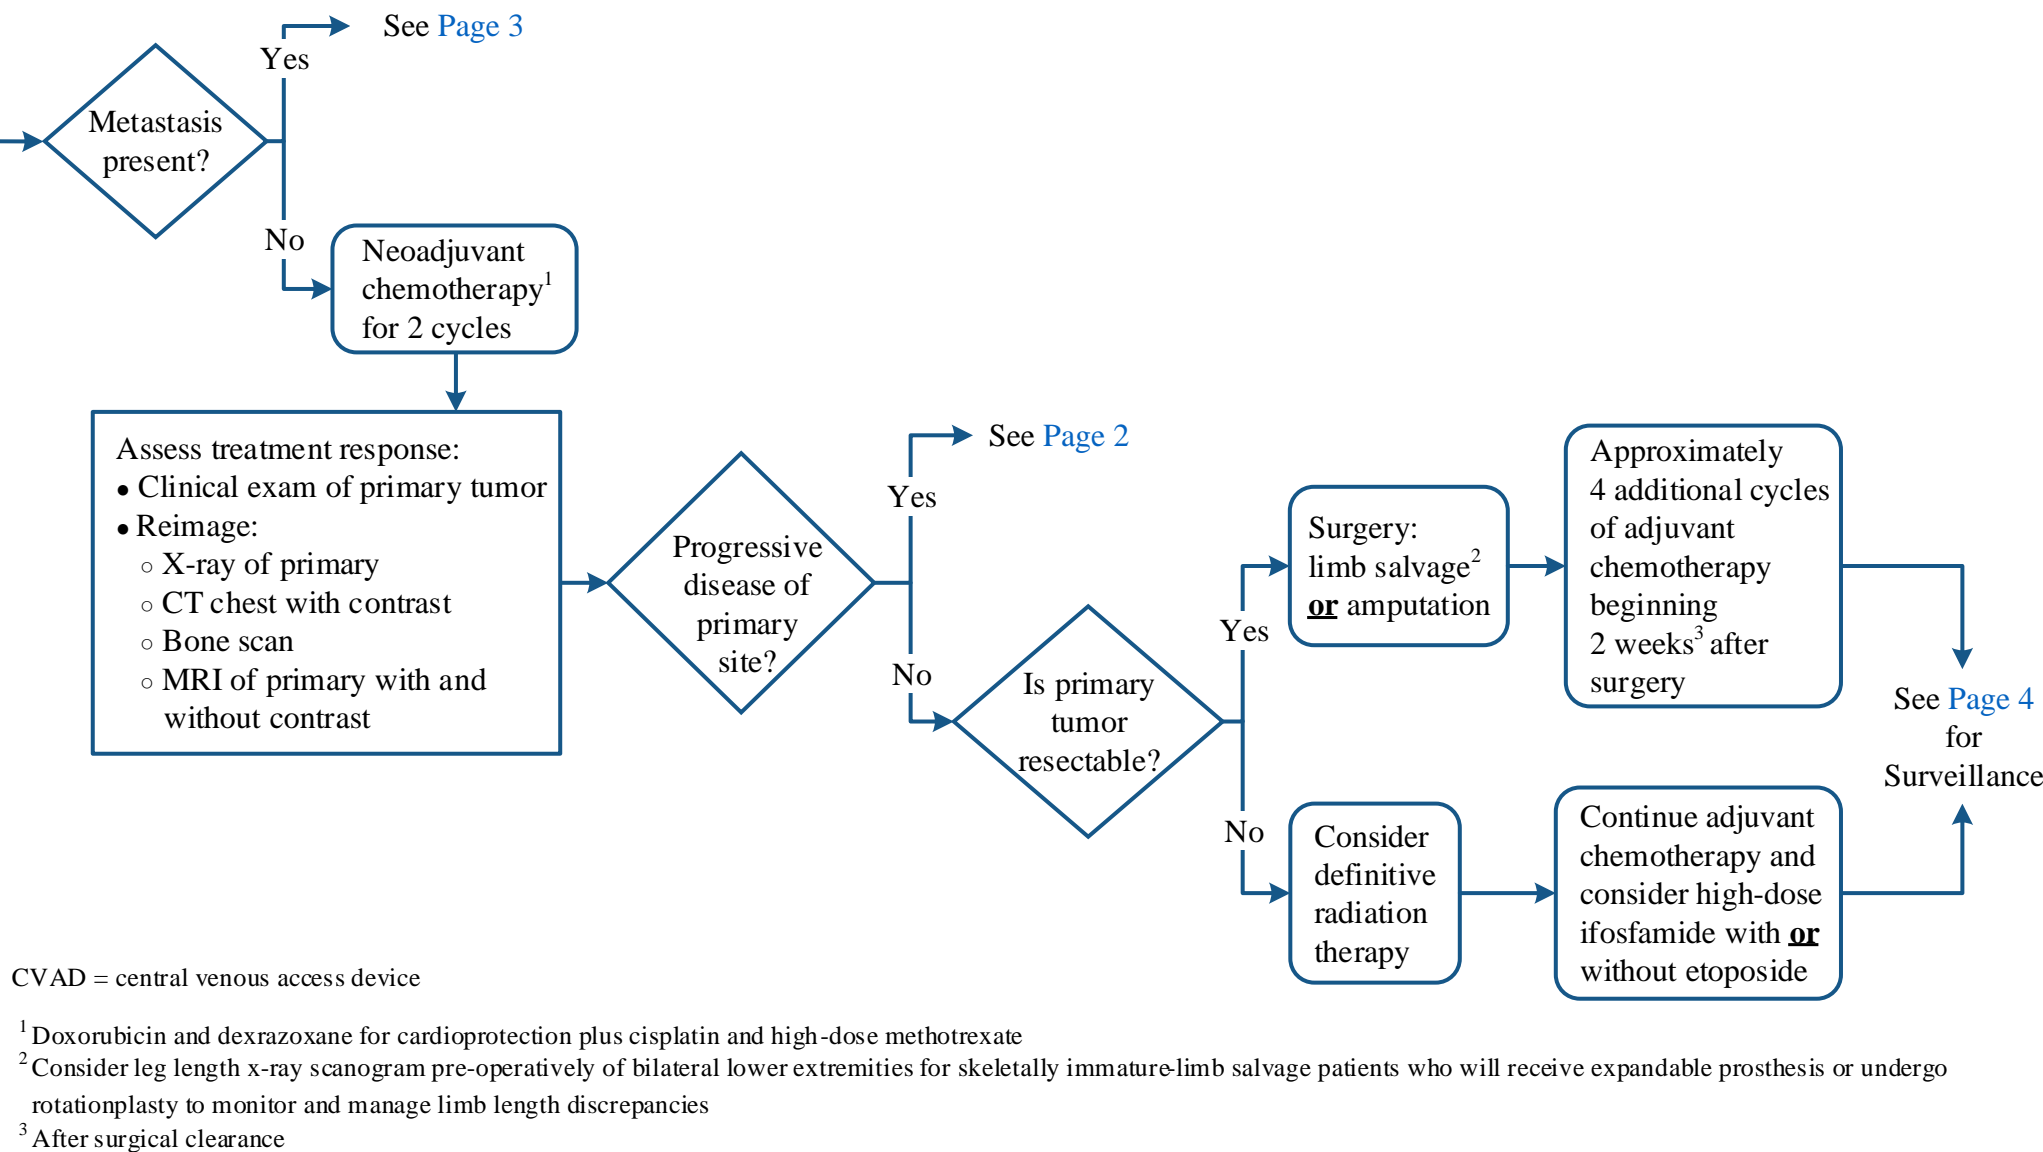 See Page 3
Yes
Metastasis
present?
No
Neoadjuvant
chemotherapy1
for 2 cycles
Assess treatment response:
● Clinical exam of primary tumor
● Reimage:
○ X-ray of primary
○ CT chest with contrast
○ Bone scan
○ MRI of primary with and
without contrast
Progressive
disease of
primary
site?
Yes
See Page 2
No
Is primary
tumor
resectable?
Yes
Surgery:
limb salvage2
or amputation
Approximately
4 additional cycles
of adjuvant
chemotherapy
beginning
2 weeks3 after
surgery
No
Consider
definitive
radiation
therapy
Continue adjuvant
chemotherapy and
consider high-dose
ifosfamide with or
without etoposide
See Page 4
for
Surveillance
CVAD = central venous access device
1 Doxorubicin and dexrazoxane for cardioprotection plus cisplatin and high-dose methotrexate
2 Consider leg length x-ray scanogram pre-operatively of bilateral lower extremities for skeletally immature-limb salvage patients who will receive expandable prosthesis or undergo
rotationplasty to monitor and manage limb length discrepancies
3 After surgical clearance